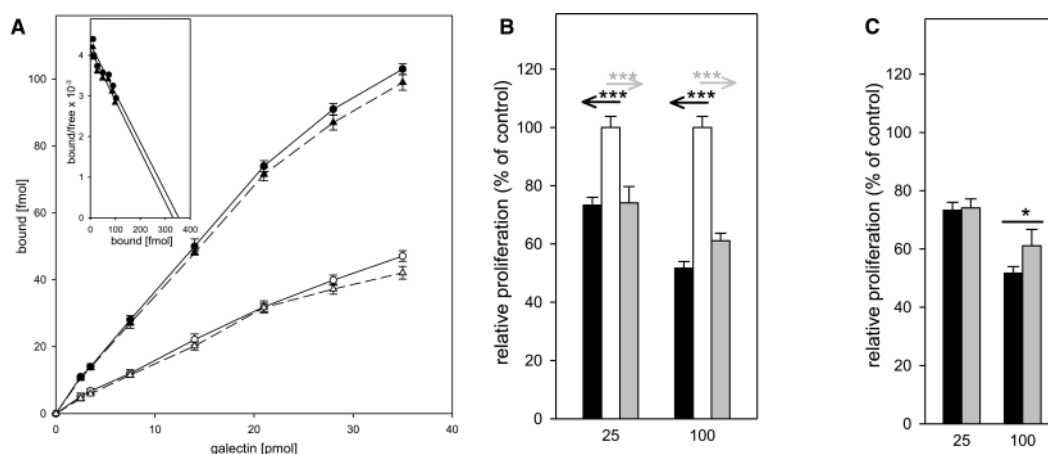 A
bound [fmol]
100
80
60
40
20
0
0 10 20 30 40
galectin [pmol]
bound/free x 10⁻³
4
3
2
1
0
0 100 200 300 400
bound [fmol]
B
relative proliferation (% of control)
120
100
80
60
40
20
0
*** ***
*** ***
25 100
C
relative proliferation (% of control)
120
100
80
60
40
20
0
*
25 100